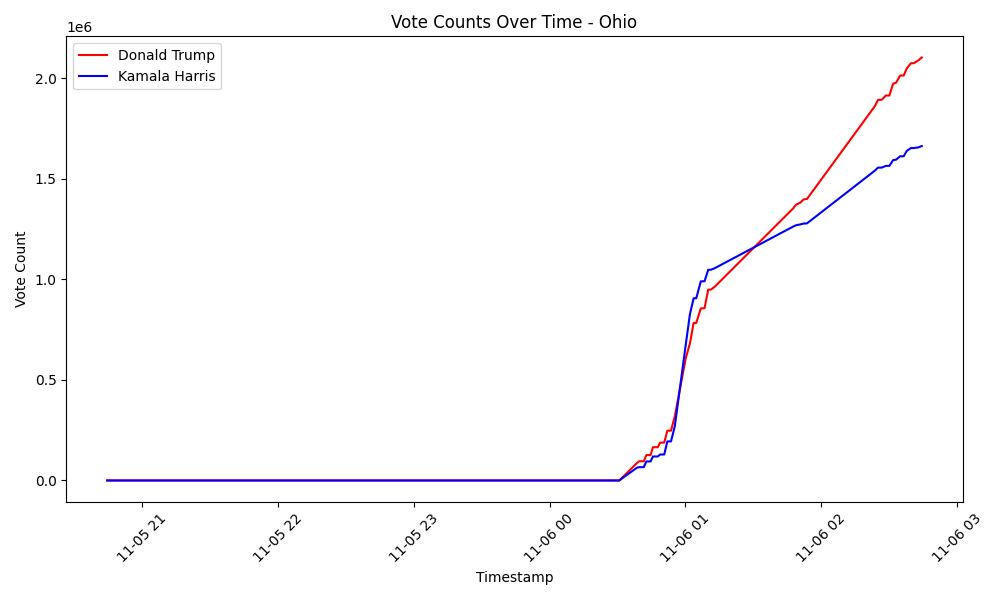 Vote Counts Over Time - Ohio
1e6
Donald Trump
Kamala Harris
2.0
1.5
1.0
0.5
0.0
Vote Count
11-05 21
11-05 22
11-05 23
11-06 00
11-06 01
11-06 02
11-06 03
Timestamp